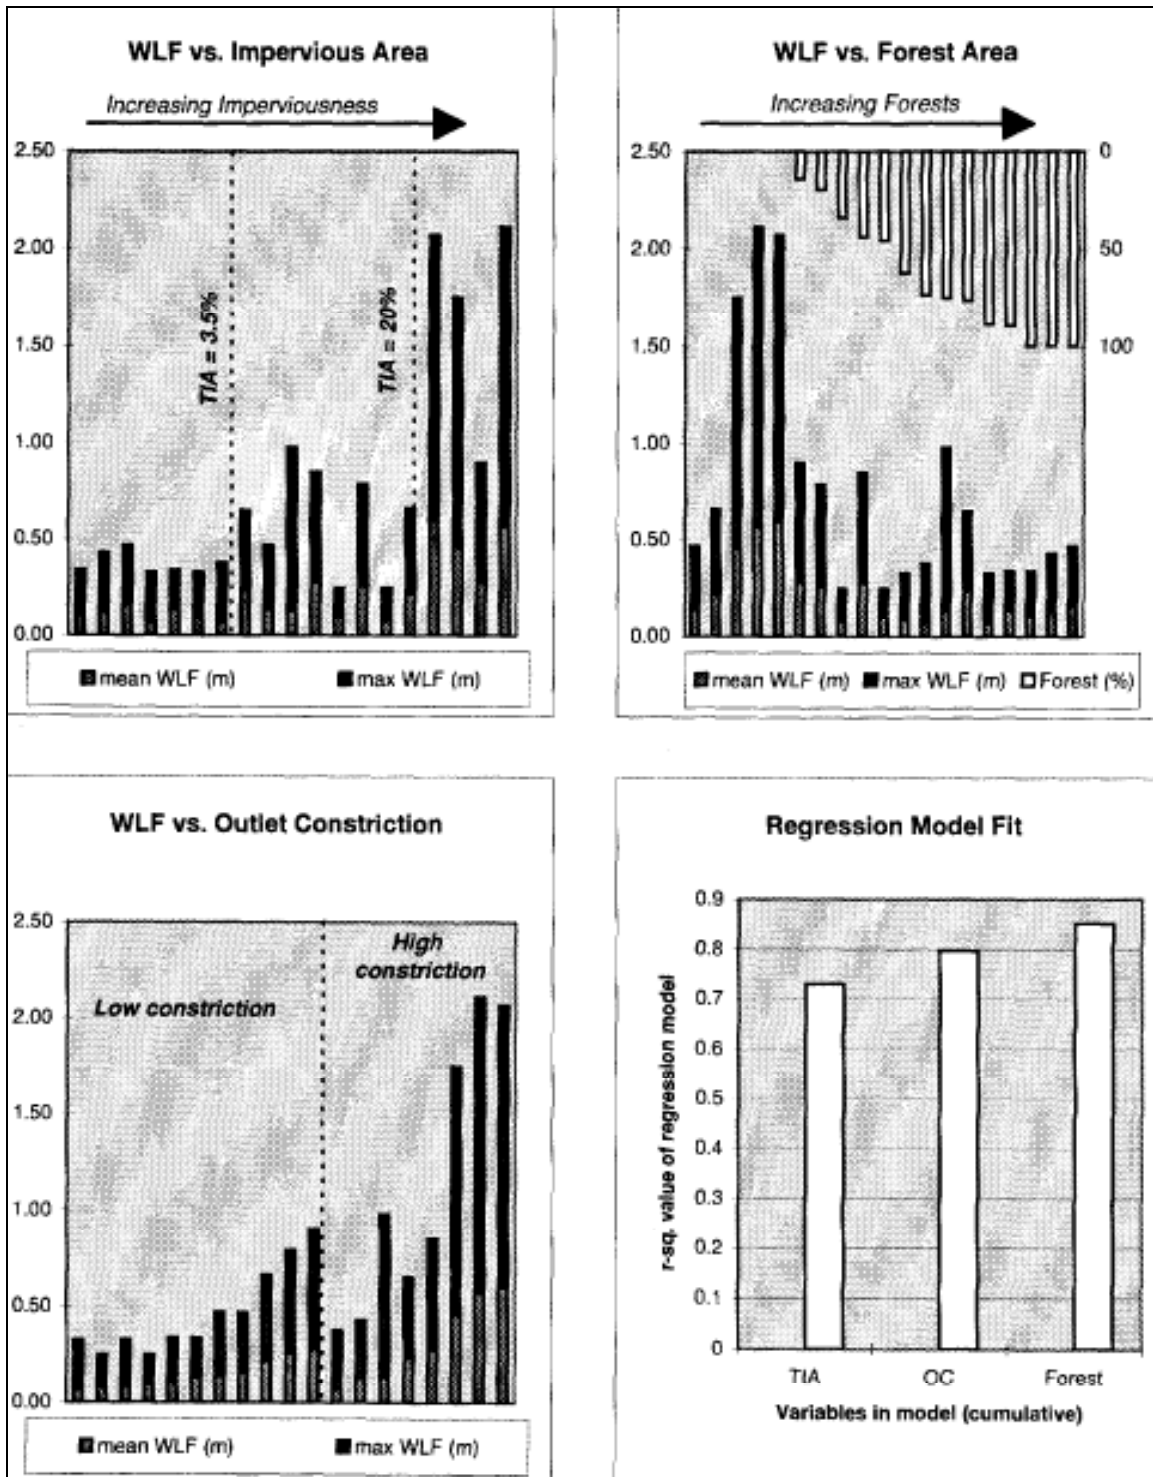 WLF vs. Impervious Area
Increasing Imperviousness
2.50
2.00
1.50
1.00
0.50
0.00
TIA = 3.5%
TIA = 20%
mean WLF (m)
max WLF (m)
WLF vs. Forest Area
Increasing Forests
2.50
2.00
1.50
1.00
0.50
0.00
0
50
100
mean WLF (m)
max WLF (m)
Forest (%)
WLF vs. Outlet Constriction
2.50
2.00
1.50
1.00
0.50
0.00
Low constriction
High
constriction
mean WLF (m)
max WLF (m)
Regression Model Fit
r-sq. value of regression model
0.9
0.8
0.7
0.6
0.5
0.4
0.3
0.2
0.1
0
TIA
OC
Forest
Variables in model (cumulative)